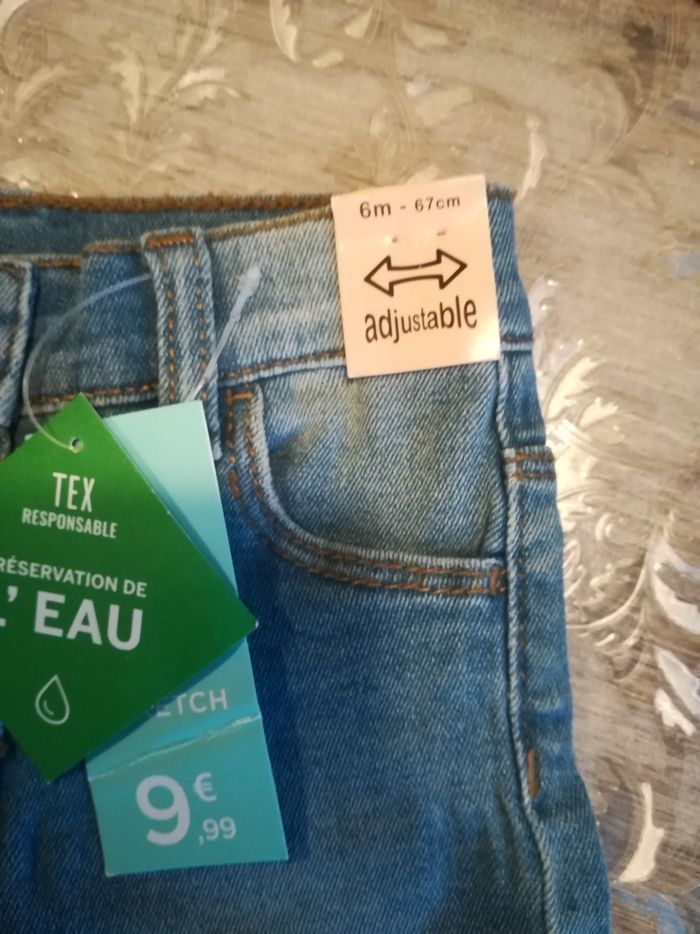 6m - 67cm
adjustable
TEX
RESPONSABLE
RÉSERVATION DE
L'EAU
ETCH
9€,99